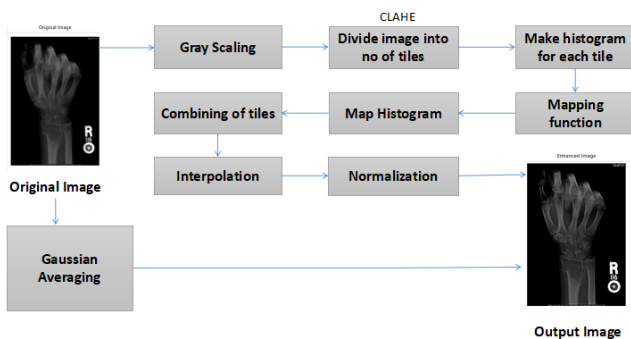 CLAHE
Original Image
Gray Scaling
Divide image into
no of tiles
Make histogram
for each tile
Combining of tiles
Map Histogram
Mapping
function
R
Original Image
Interpolation
Normalization
Enhanced Image
Gaussian
Averaging
R
Output Image